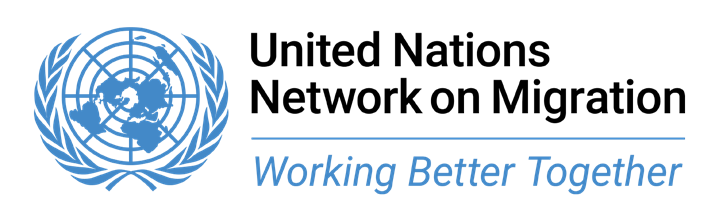 United Nations
Network on Migration
Working Better Together